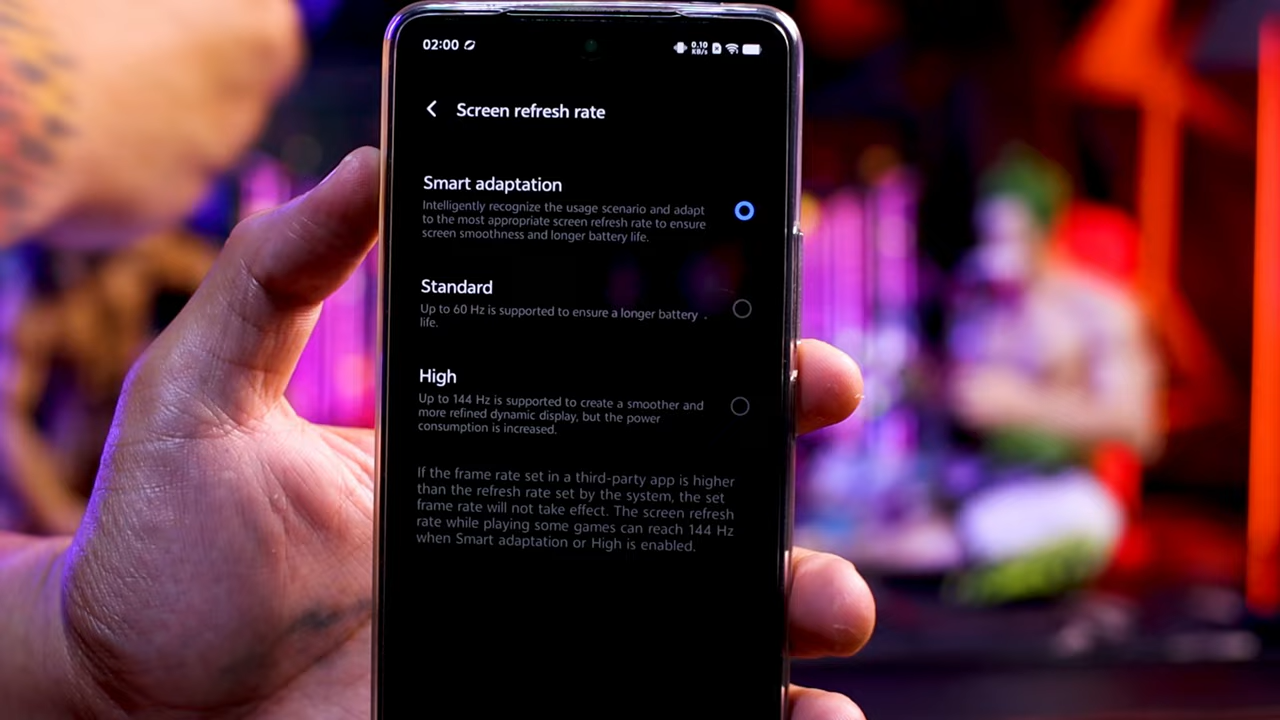 02:00
0.10
KB/s
Screen refresh rate
Smart adaptation
Intelligently recognize the usage scenario and adapt
to the most appropriate screen refresh rate to ensure
screen smoothness and longer battery life.
Standard
Up to 60 Hz is supported to ensure a longer battery
life.
High
Up to 144 Hz is supported to create a smoother and
more refined dynamic display, but the power
consumption is increased.
If the frame rate set in a third-party app is higher
than the refresh rate set by the system, the set
frame rate will not take effect. The screen refresh
rate while playing some games can reach 144 Hz
when Smart adaptation or High is enabled.